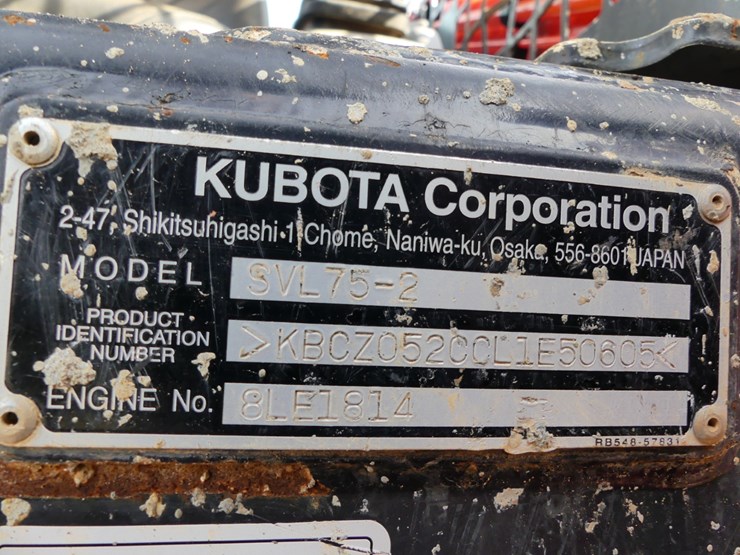 KUBOTA Corporation
2-47, Shikitsuhigashi 1 Chome, Naniwa-ku, Osaka, 556-8601 JAPAN
MODEL SVL75-2
PRODUCT IDENTIFICATION NUMBER >KBCZ052CCL1E50605<
ENGINE No. 8LE1814
RB548-57831